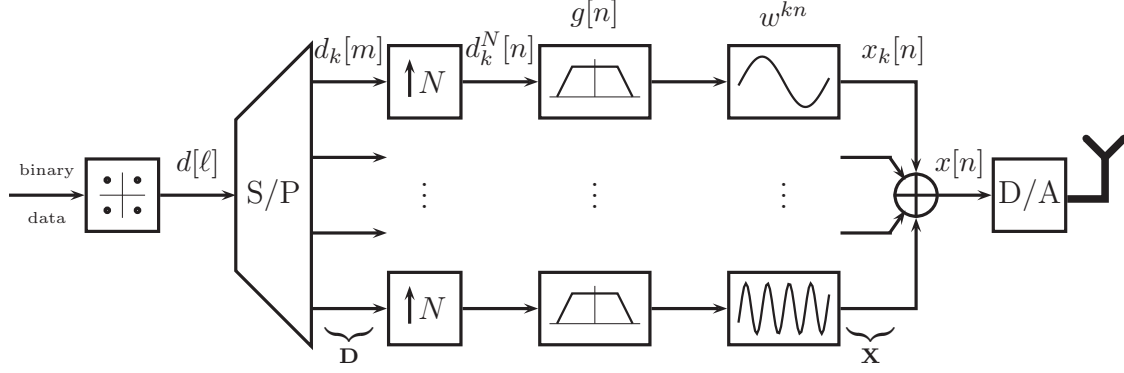 g[n]
w^{kn}
d_k[m]
d_k^N[n]
x_k[n]
↑N
binary
data
d[ℓ]
S/P
⋮
⋮
⋮
x[n]
D/A
↑N
D
X